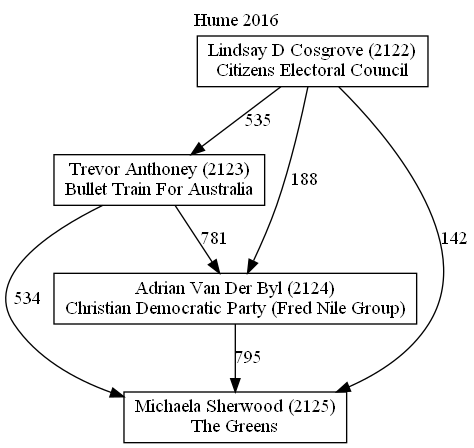 Hume 2016
Lindsay D Cosgrove (2122)
Citizens Electoral Council
535
Trevor Anthoney (2123)
Bullet Train For Australia
188
781
142
534
Adrian Van Der Byl (2124)
Christian Democratic Party (Fred Nile Group)
795
Michaela Sherwood (2125)
The Greens